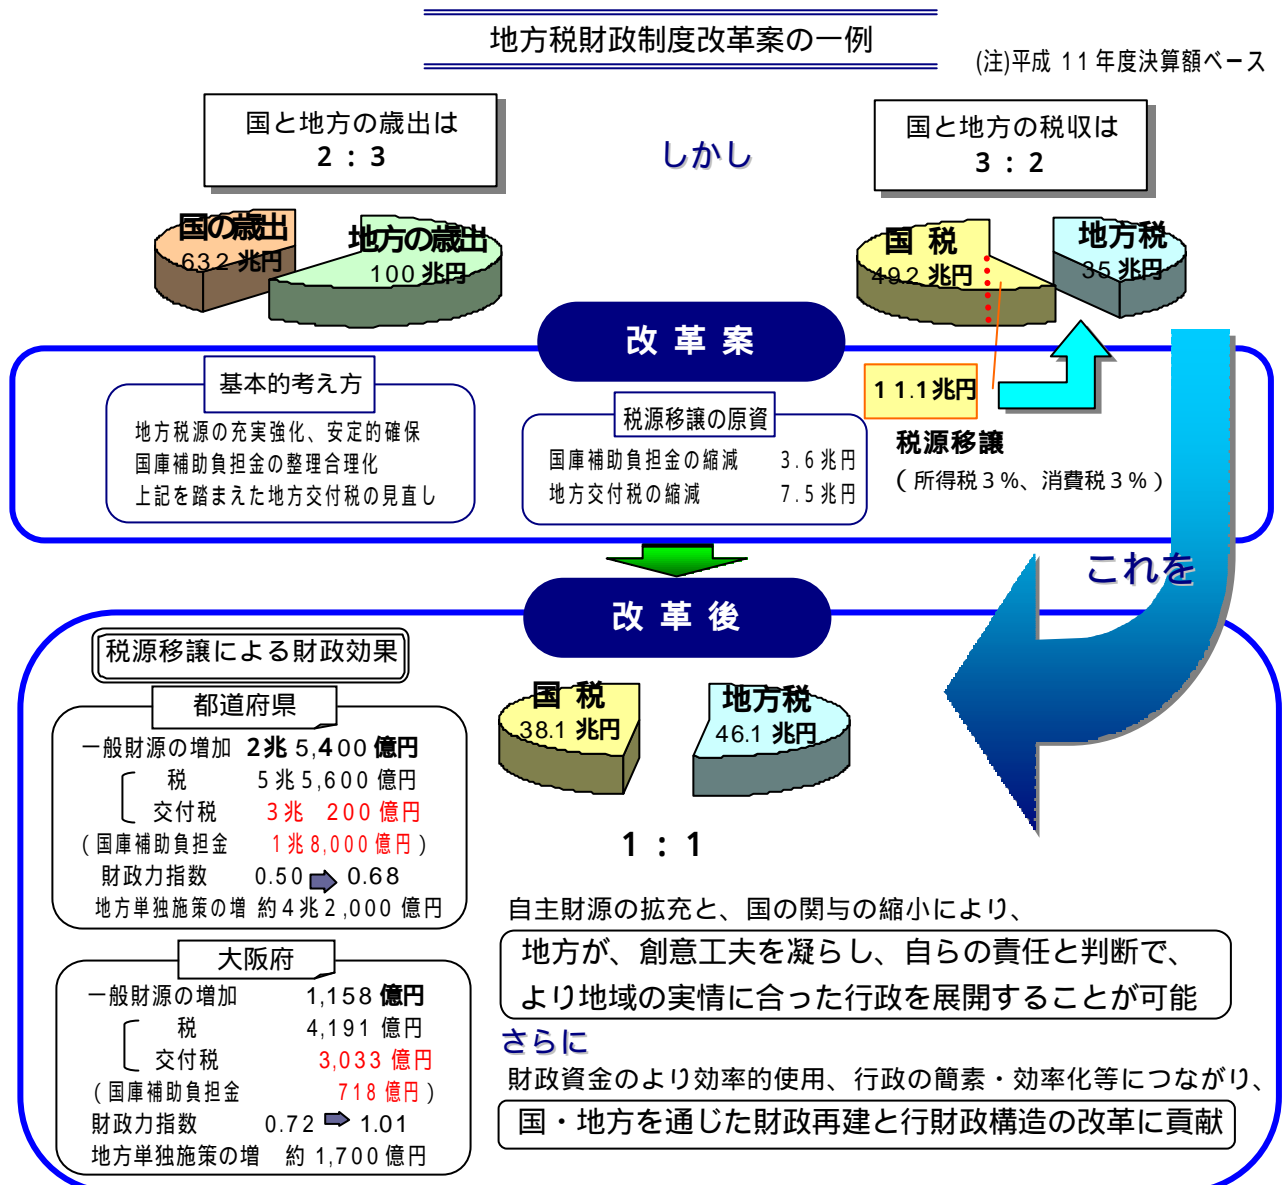 地方税財政制度改革案の一例
(注)平成 11年度決算額ベース
国と地方の歳出は
2 : 3
しかし
国と地方の税収は
3 : 2
国の歳出
63.2 兆円
地方の歳出
100 兆円
国 税
49.2 兆円
地方税
35 兆円
改 革 案
基本的考え方
地方税源の充実強化、安定的確保
国庫補助負担金の整理合理化
上記を踏まえた地方交付税の見直し
税源移譲の原資
国庫補助負担金の縮減 3.6兆円
地方交付税の縮減 7.5兆円
11.1兆円
税源移譲
(所得税3%、消費税3%)
これを
改 革 後
税源移譲による財政効果
都道府県
一般財源の増加 2兆 5,400 億円
税 5兆 5,600 億円
交付税 3兆 200 億円
(国庫補助負担金 1兆 8,000 億円)
財政力指数 0.50 0.68
地方単独施策の増 約4兆2,000 億円
大阪府
一般財源の増加 1,158 億円
税 4,191 億円
交付税 3,033 億円
(国庫補助負担金 718 億円)
財政力指数 0.72 1.01
地方単独施策の増 約 1,700 億円
国 税
38.1 兆円
地方税
46.1 兆円
1 : 1
自主財源の拡充と、国の関与の縮小により、
地方が、創意工夫を凝らし、自らの責任と判断で、
より地域の実情に合った行政を展開することが可能
さらに
財政資金のより効率的使用、行政の簡素・効率化等につながり、
国・地方を通じた財政再建と行財政構造の改革に貢献